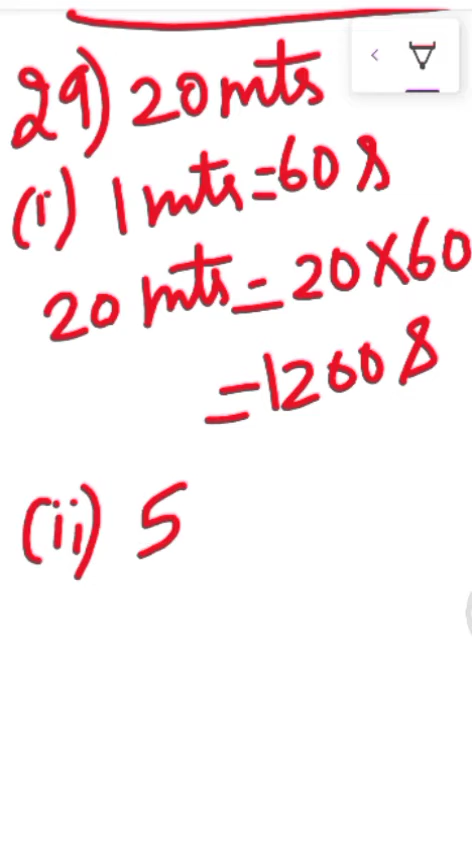 29) 20 mts
(i) 1 mts = 60 s
20 mts = 20 X 60
= 1200 s
(ii) 5